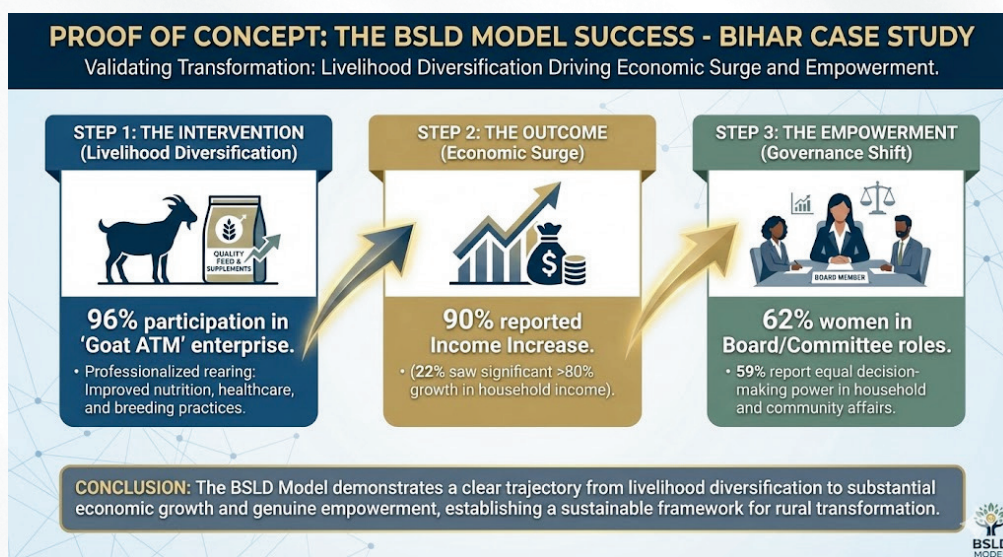 PROOF OF CONCEPT: THE BSLD MODEL SUCCESS - BIHAR CASE STUDY
Validating Transformation: Livelihood Diversification Driving Economic Surge and Empowerment.
STEP 1: THE INTERVENTION
(Livelihood Diversification)
QUALITY
FEED &
SUPPLEMENTS
96% participation in
‘Goat ATM’ enterprise.
• Professionalized rearing:
Improved nutrition, healthcare,
and breeding practices.
STEP 2: THE OUTCOME
(Economic Surge)
$
90% reported
Income Increase.
• (22% saw significant >80%
growth in household income).
STEP 3: THE EMPOWERMENT
(Governance Shift)
BOARD MEMBER
62% women in
Board/Committee roles.
• 59% report equal decision-
making power in household
and community affairs.
CONCLUSION: The BSLD Model demonstrates a clear trajectory from livelihood diversification to substantial
economic growth and genuine empowerment, establishing a sustainable framework for rural transformation.
BSLD
MODEL